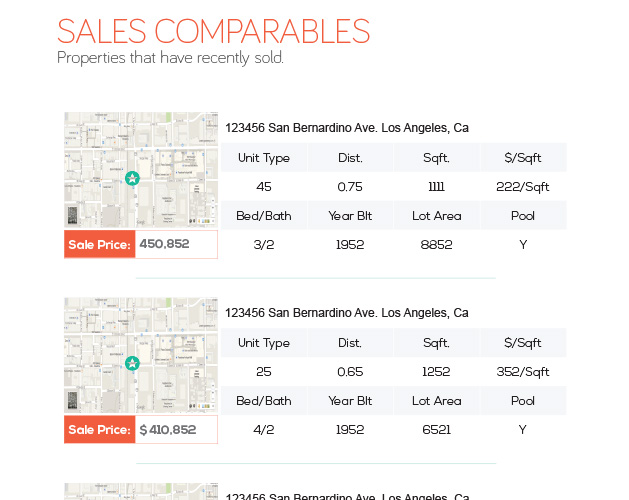 SALES COMPARABLES
Properties that have recently sold.
123456 San Bernardino Ave. Los Angeles, Ca
Unit Type Dist. Sqft. $/Sqft
45 0.75 1111 222/Sqft
Bed/Bath Year Blt Lot Area Pool
Sale Price: 450,852 3/2 1952 8852 Y
123456 San Bernardino Ave. Los Angeles, Ca
Unit Type Dist. Sqft. $/Sqft
25 0.65 1252 352/Sqft
Bed/Bath Year Blt Lot Area Pool
Sale Price: $410,852 4/2 1952 6521 Y
123456 San Bernardino Ave. Los Angeles, Ca